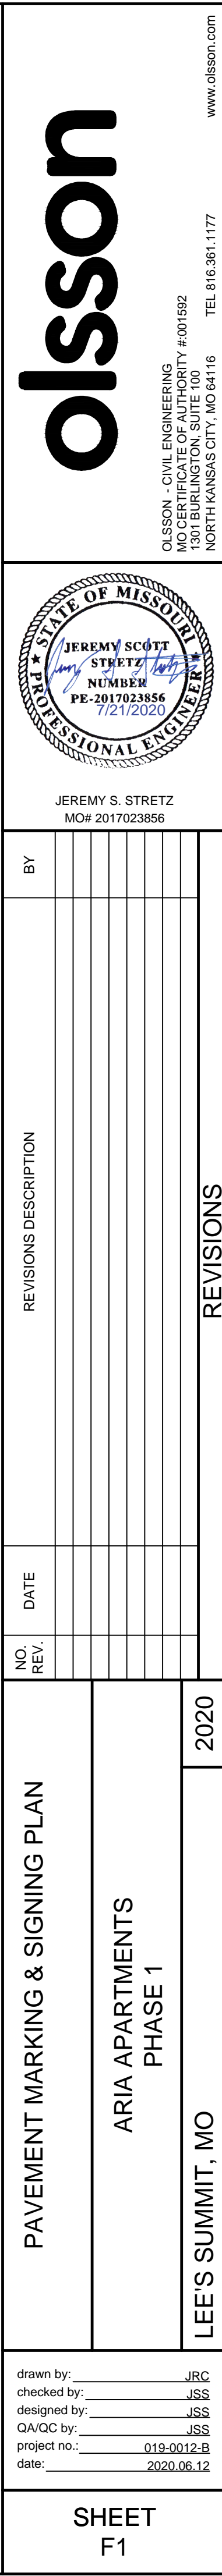 olsson
OLSSON - CIVIL ENGINEERING
MO CERTIFICATE OF AUTHORITY #:001592
1301 BURLINGTON, SUITE 100
NORTH KANSAS CITY, MO 64116 TEL 816.361.1177 www.olsson.com
STATE OF MISSOURI
JEREMY SCOTT
STRETZ
NUMBER
PE-2017023856
7/21/2020
PROFESSIONAL ENGINEER
JEREMY S. STRETZ
MO# 2017023856
NO.
REV.
DATE
REVISIONS DESCRIPTION
BY
REVISIONS
PAVEMENT MARKING & SIGNING PLAN
ARIA APARTMENTS
PHASE 1
LEE'S SUMMIT, MO
2020
drawn by: JRC
checked by: JSS
designed by: JSS
QA/QC by: JSS
project no.: 019-0012-B
date: 2020.06.12
SHEET
F1